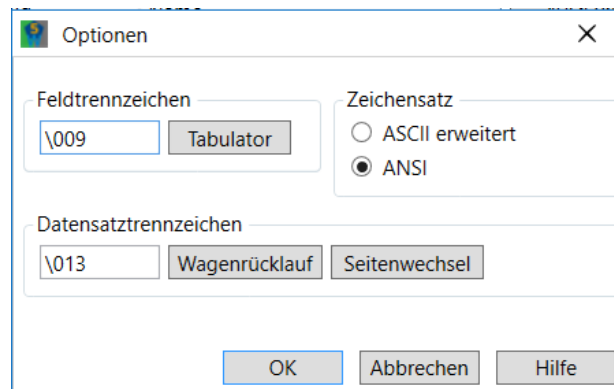 Optionen
Feldtrennzeichen
\009
Tabulator
Zeichensatz
ASCII erweitert
ANSI
Datensatztrennzeichen
\013
Wagenrücklauf
Seitenwechsel
OK
Abbrechen
Hilfe